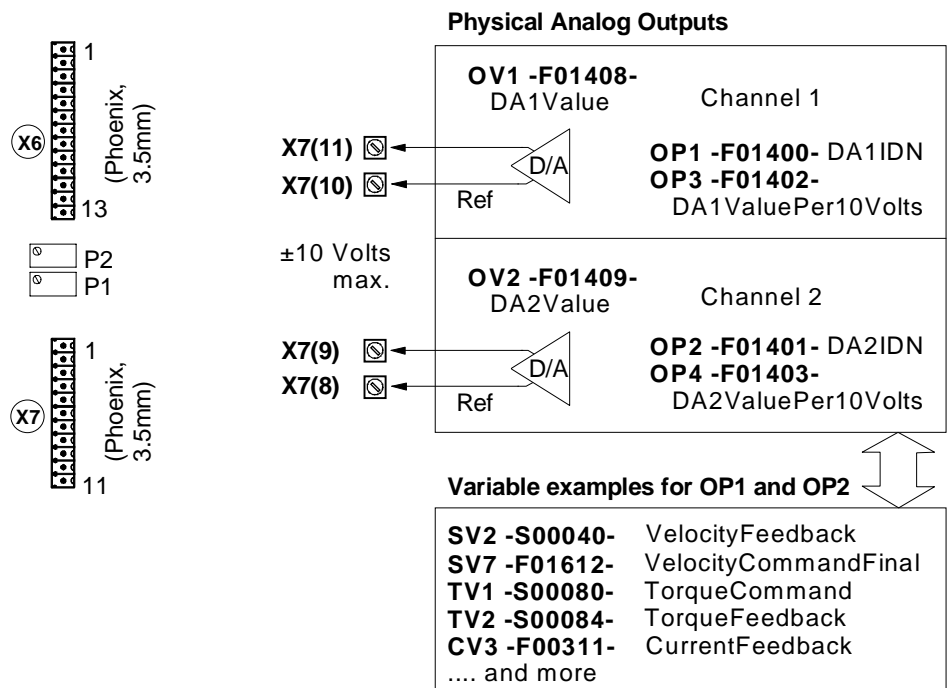 Physical Analog Outputs
1
X6
(Phoenix,
3.5mm)
13
P2
P1
1
X7
(Phoenix,
3.5mm)
11
X7(11)
X7(10)
±10 Volts
max.
X7(9)
X7(8)
OV1 -F01408-
DA1Value
Channel 1
D/A
Ref
OP1 -F01400- DA1IDN
OP3 -F01402-
DA1ValuePer10Volts
OV2 -F01409-
DA2Value
Channel 2
D/A
Ref
OP2 -F01401- DA2IDN
OP4 -F01403-
DA2ValuePer10Volts
Variable examples for OP1 and OP2
SV2 -S00040- VelocityFeedback
SV7 -F01612- VelocityCommandFinal
TV1 -S00080- TorqueCommand
TV2 -S00084- TorqueFeedback
CV3 -F00311- CurrentFeedback
.... and more